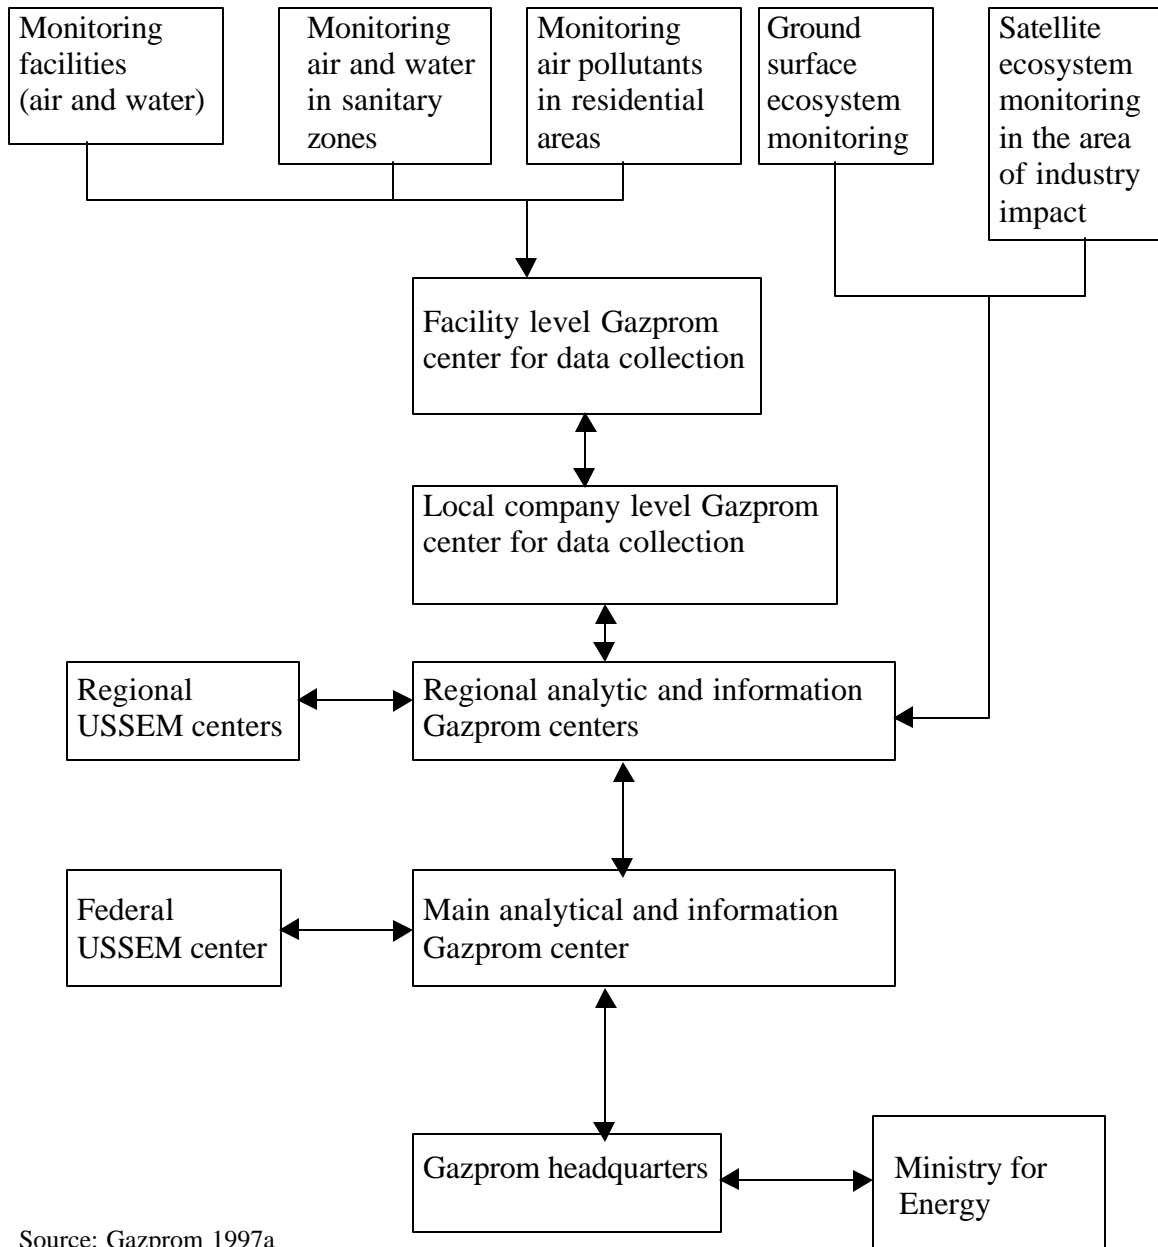 Monitoring
facilities
(air and water)
Monitoring
air and water
in sanitary
zones
Monitoring
air pollutants
in residential
areas
Ground
surface
ecosystem
monitoring
Satellite
ecosystem
monitoring
in the area
of industry
impact
Facility level Gazprom
center for data collection
Local company level Gazprom
center for data collection
Regional
USSEM centers
Regional analytic and information
Gazprom centers
Federal
USSEM center
Main analytical and information
Gazprom center
Gazprom headquarters
Ministry for
Energy
Source: Gazprom 1997a